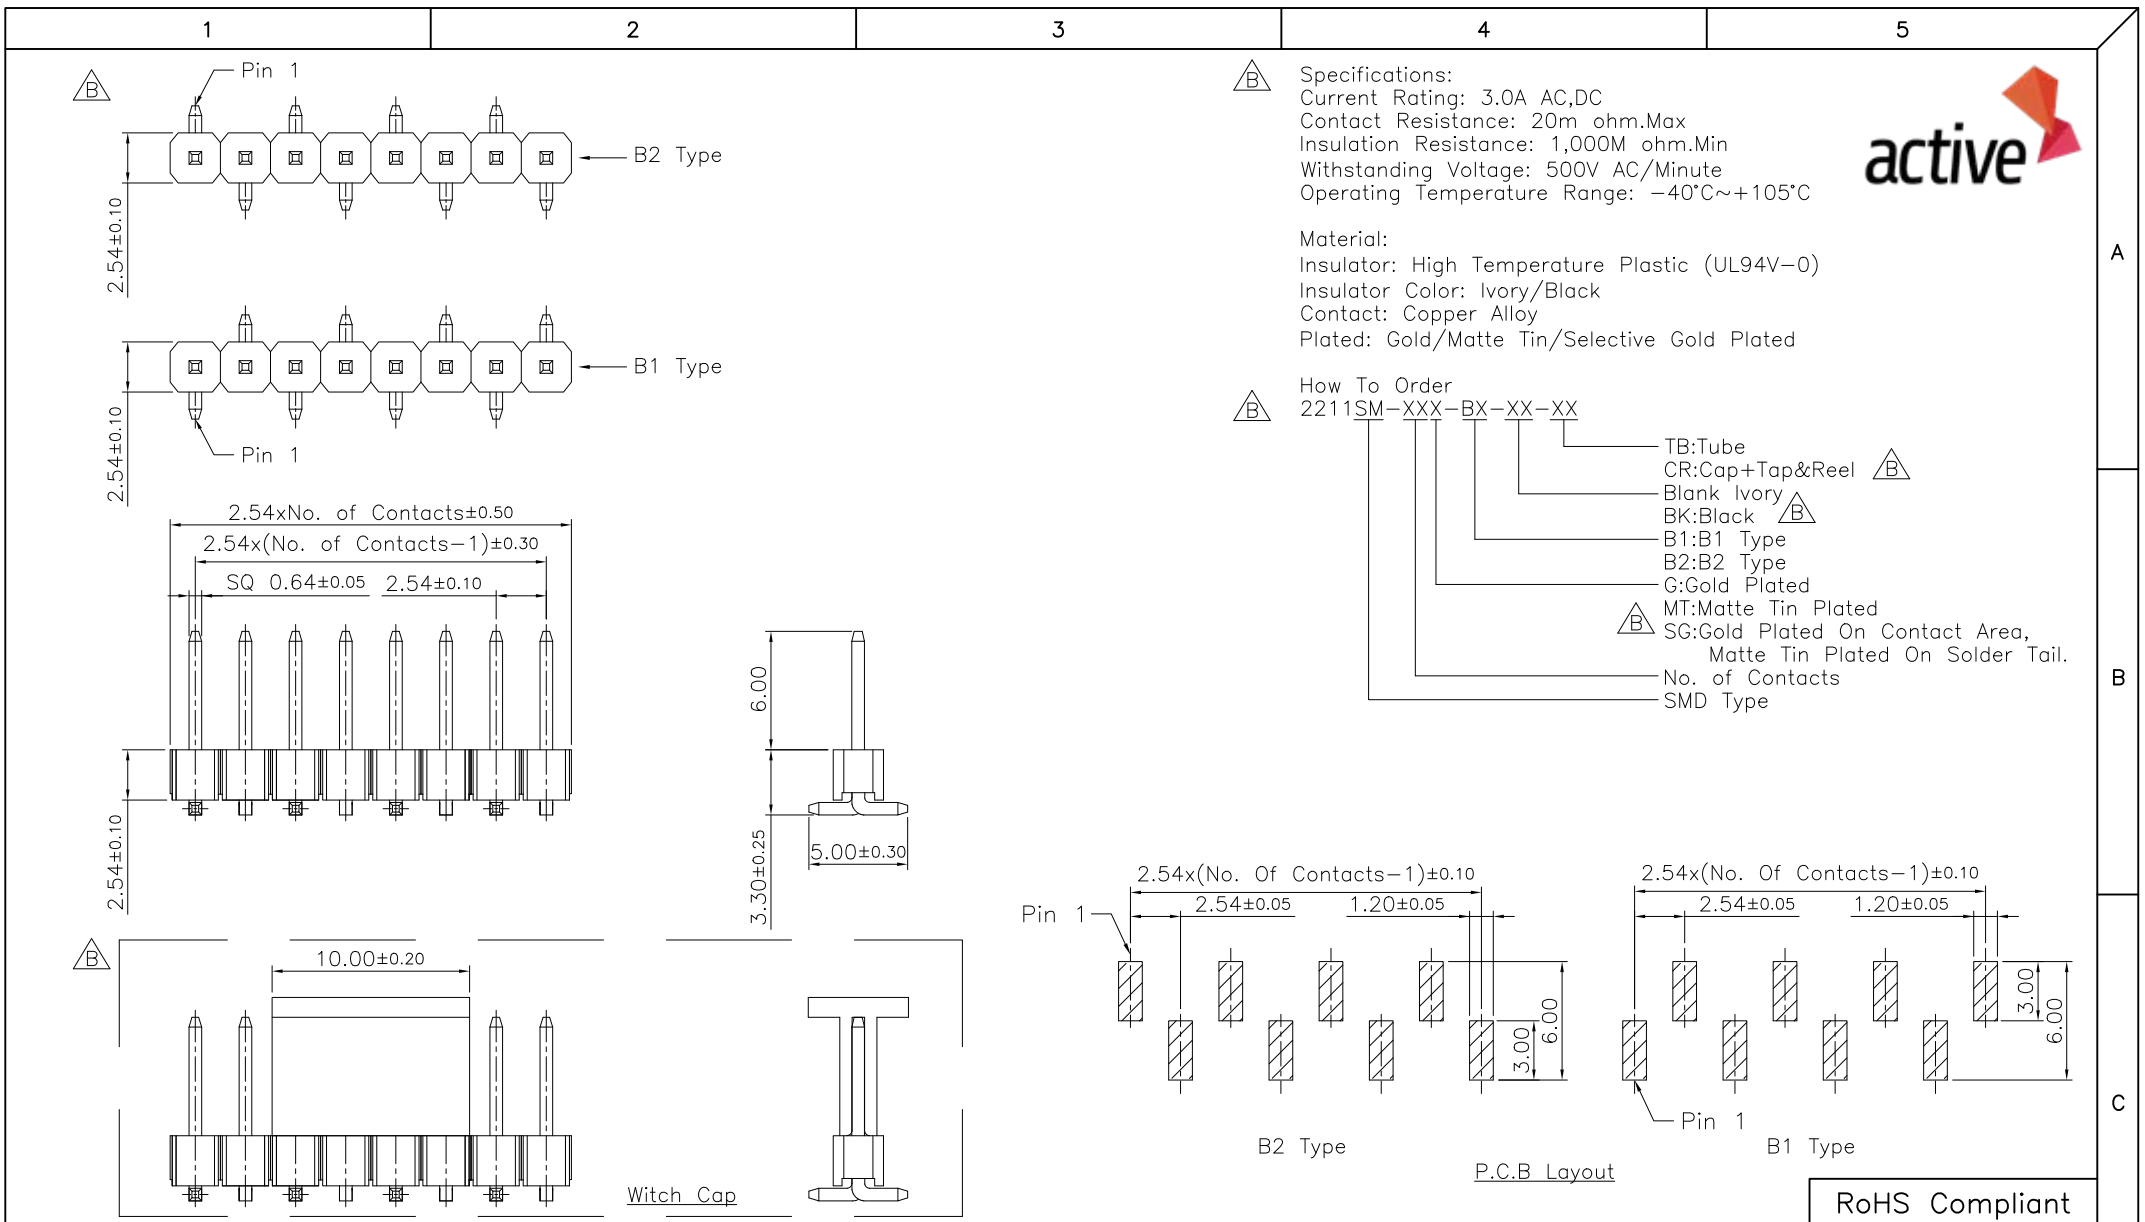 1 2 3 4 5
B
Pin 1
B2 Type
2.54±0.10
B1 Type
2.54±0.10
Pin 1
2.54xNo. of Contacts±0.50
2.54x(No. of Contacts-1)±0.30
SQ 0.64±0.05 2.54±0.10
2.54±0.10
6.00
3.30±0.25
5.00±0.30
B
10.00±0.20
Witch Cap
B
Specifications:
Current Rating: 3.0A AC,DC
Contact Resistance: 20m ohm.Max
Insulation Resistance: 1,000M ohm.Min
Withstanding Voltage: 500V AC/Minute
Operating Temperature Range: -40°C~+105°C
active
Material:
Insulator: High Temperature Plastic (UL94V-0)
Insulator Color: Ivory/Black
Contact: Copper Alloy
Plated: Gold/Matte Tin/Selective Gold Plated
How To Order
B 2211SM-XXX-BX-XX-XX
TB:Tube
CR:Cap+Tap&Reel B
Blank Ivory
BK:Black B
B1:B1 Type
B2:B2 Type
G:Gold Plated
MT:Matte Tin Plated
B SG:Gold Plated On Contact Area,
Matte Tin Plated On Solder Tail.
No. of Contacts
SMD Type
2.54x(No. Of Contacts-1)±0.10
Pin 1 2.54±0.05 1.20±0.05
3.00
6.00
B2 Type
2.54x(No. Of Contacts-1)±0.10
2.54±0.05 1.20±0.05
3.00
6.00
Pin 1
B1 Type
P.C.B Layout
RoHS Compliant
A
B
C